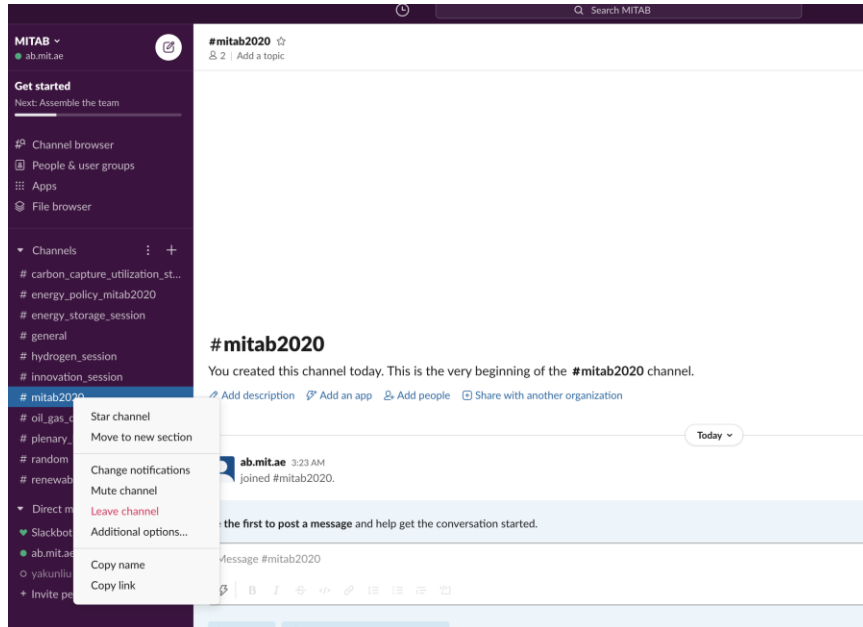 Search MITAB
MITAB
ab.mit.ae
Get started
Next: Assemble the team
Channel browser
People & user groups
Apps
File browser
Channels
# carbon_capture_utilization_st...
# energy_policy_mitab2020
# energy_storage_session
# general
# hydrogen_session
# innovation_session
# mitab2020
# oil_gas_
# plenary_
# random
# renewab
Direct m
Slackbot
ab.mit.ae
yakunliu
+ Invite pe
Star channel
Move to new section
Change notifications
Mute channel
Leave channel
Additional options...
Copy name
Copy link
#mitab2020
2 | Add a topic
#mitab2020
You created this channel today. This is the very beginning of the #mitab2020 channel.
Add description Add an app Add people Share with another organization
Today
ab.mit.ae 3:23 AM
joined #mitab2020.
the first to post a message and help get the conversation started.
Message #mitab2020
B I S </>